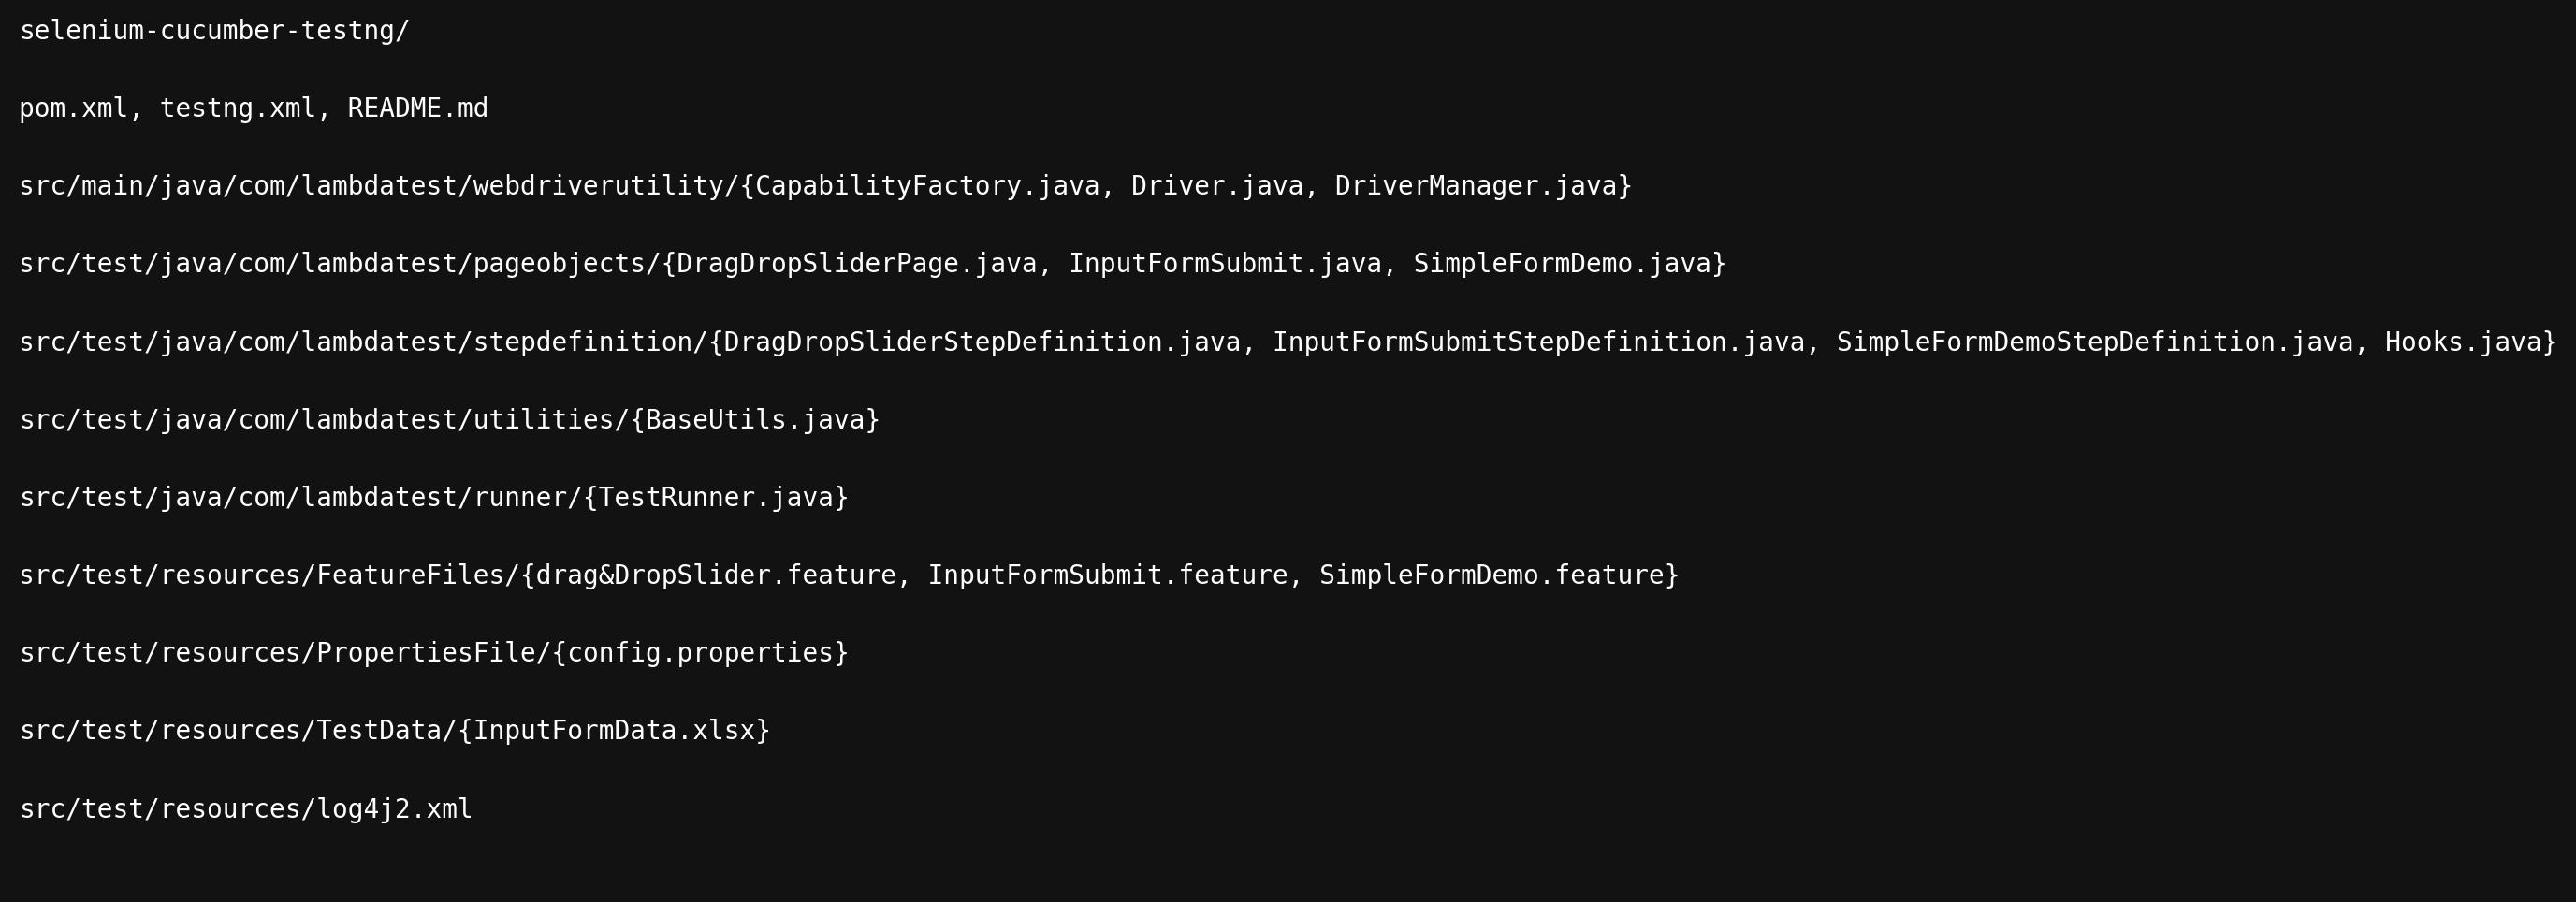 selenium-cucumber-testng/
pom.xml, testng.xml, README.md
src/main/java/com/lambdatest/webdriverutility/{CapabilityFactory.java, Driver.java, DriverManager.java}
src/test/java/com/lambdatest/pageobjects/{DragDropSliderPage.java, InputFormSubmit.java, SimpleFormDemo.java}
src/test/java/com/lambdatest/stepdefinition/{DragDropSliderStepDefinition.java, InputFormSubmitStepDefinition.java, SimpleFormDemoStepDefinition.java, Hooks.java}
src/test/java/com/lambdatest/utilities/{BaseUtils.java}
src/test/java/com/lambdatest/runner/{TestRunner.java}
src/test/resources/FeatureFiles/{drag&DropSlider.feature, InputFormSubmit.feature, SimpleFormDemo.feature}
src/test/resources/PropertiesFile/{config.properties}
src/test/resources/TestData/{InputFormData.xlsx}
src/test/resources/log4j2.xml